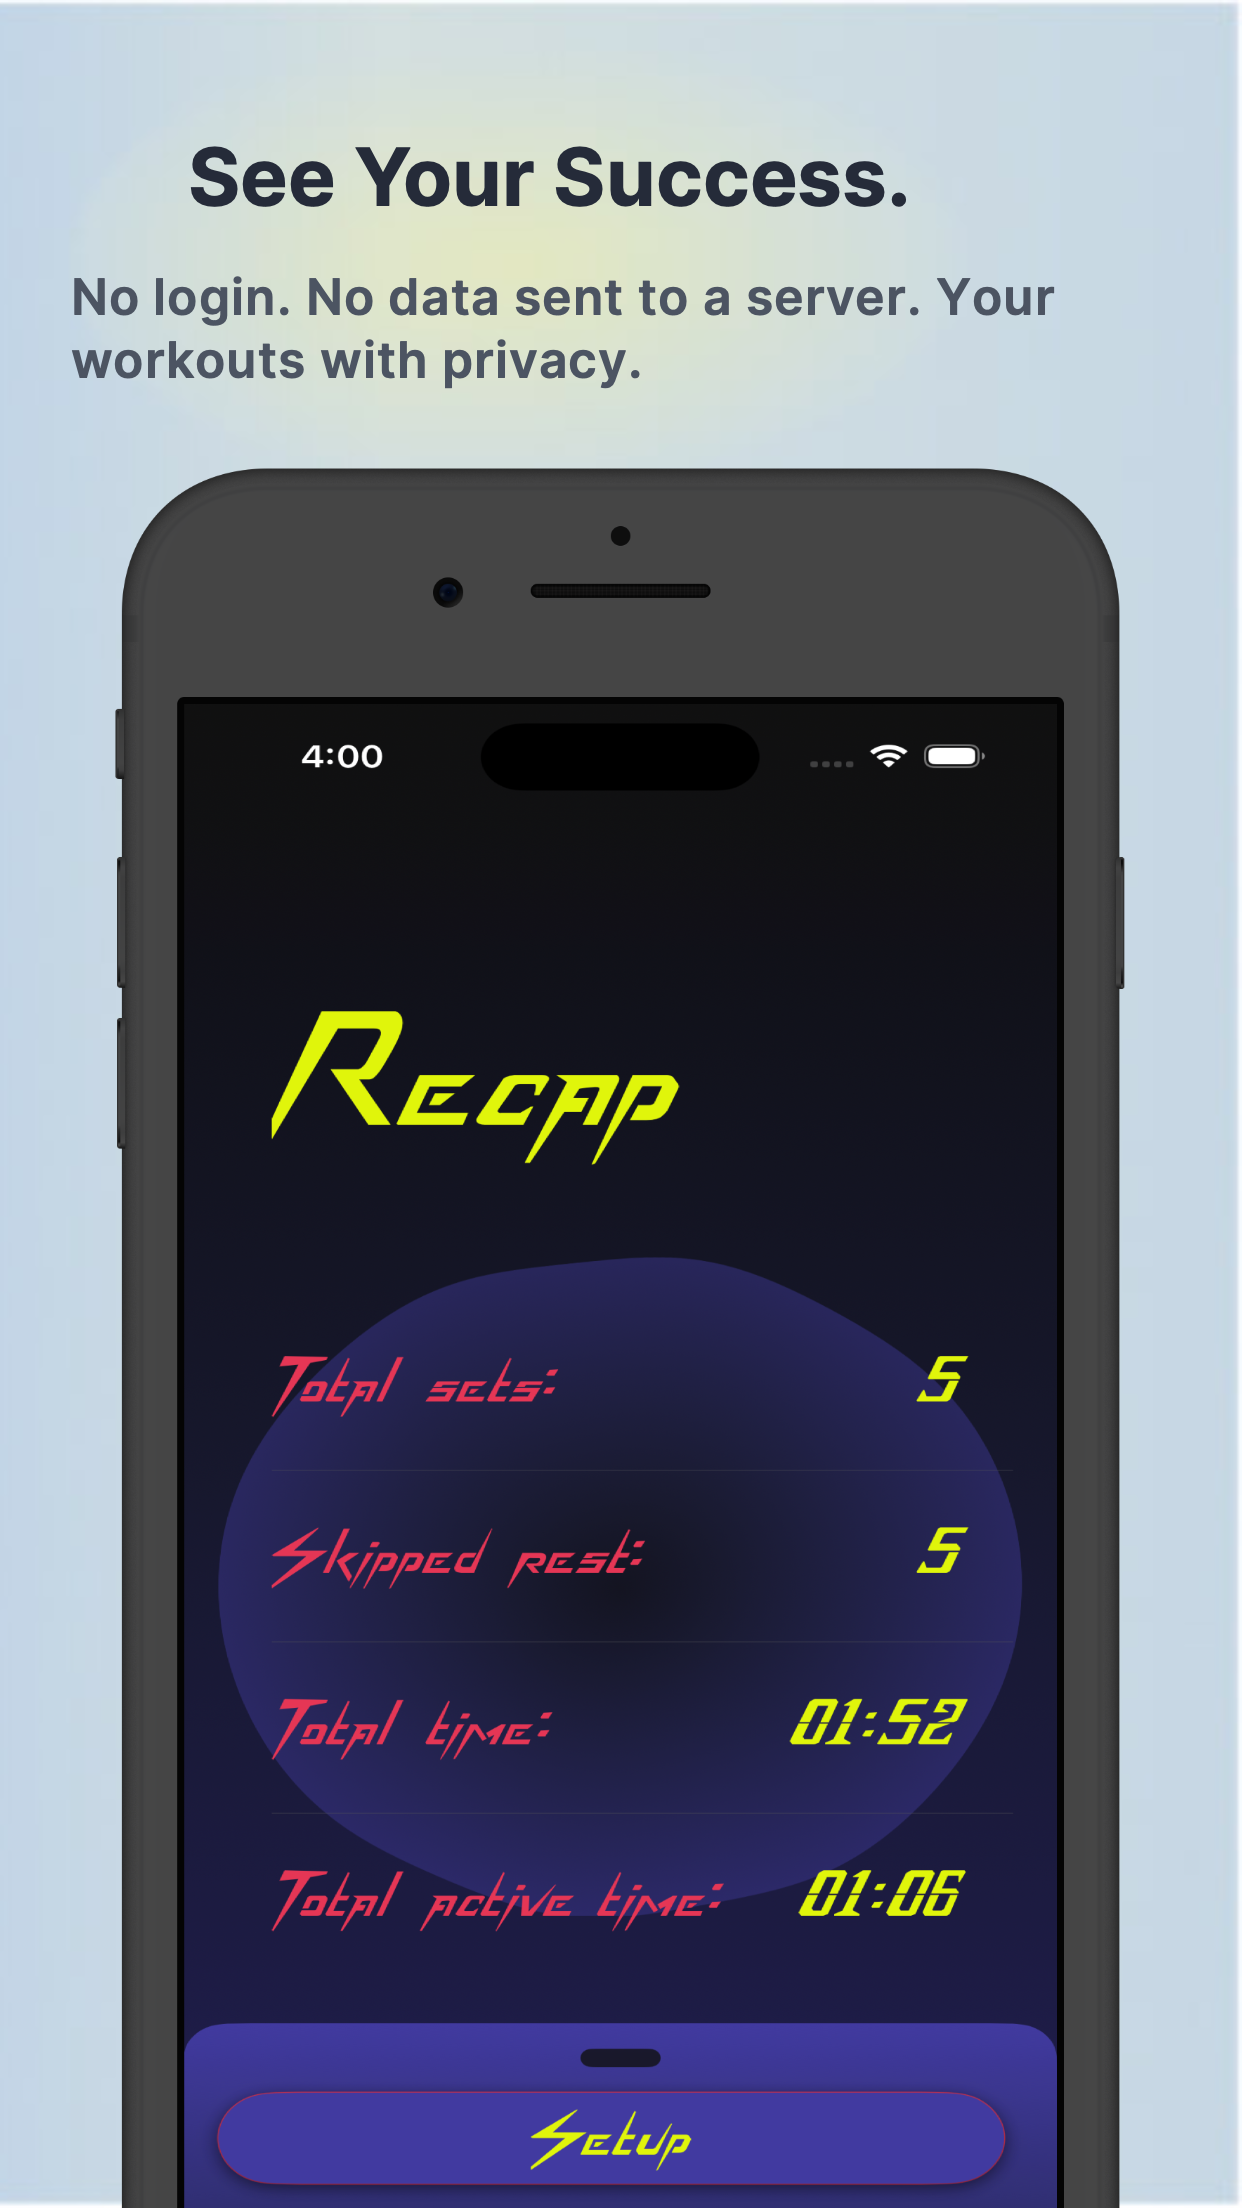 See Your Success.
No login. No data sent to a server. Your
workouts with privacy.
4:00
Recap
Total sets: 5
Skipped rest: 5
Total time: 01:52
Total active time: 01:06
Setup